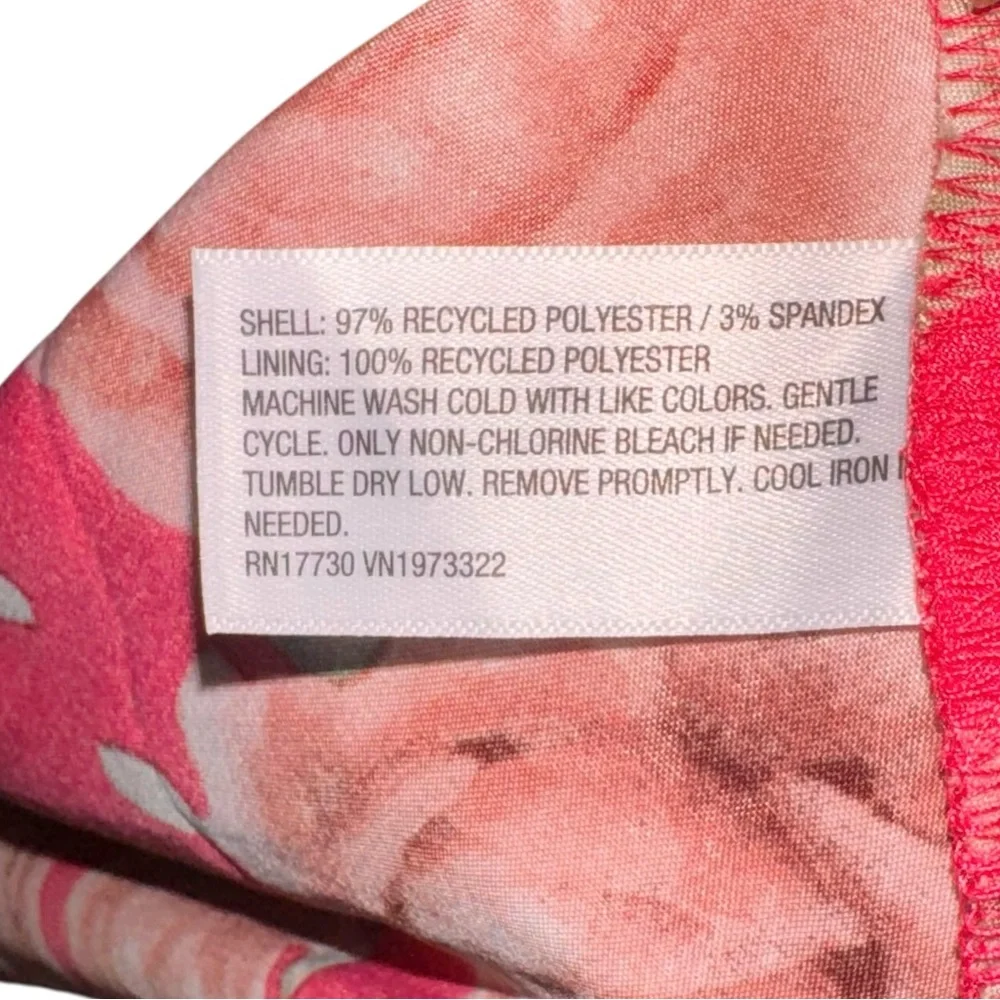 SHELL: 97% RECYCLED POLYESTER / 3% SPANDEX
LINING: 100% RECYCLED POLYESTER
MACHINE WASH COLD WITH LIKE COLORS. GENTLE
CYCLE. ONLY NON-CHLORINE BLEACH IF NEEDED.
TUMBLE DRY LOW. REMOVE PROMPTLY. COOL IRON
NEEDED.
RN17730 VN1973322